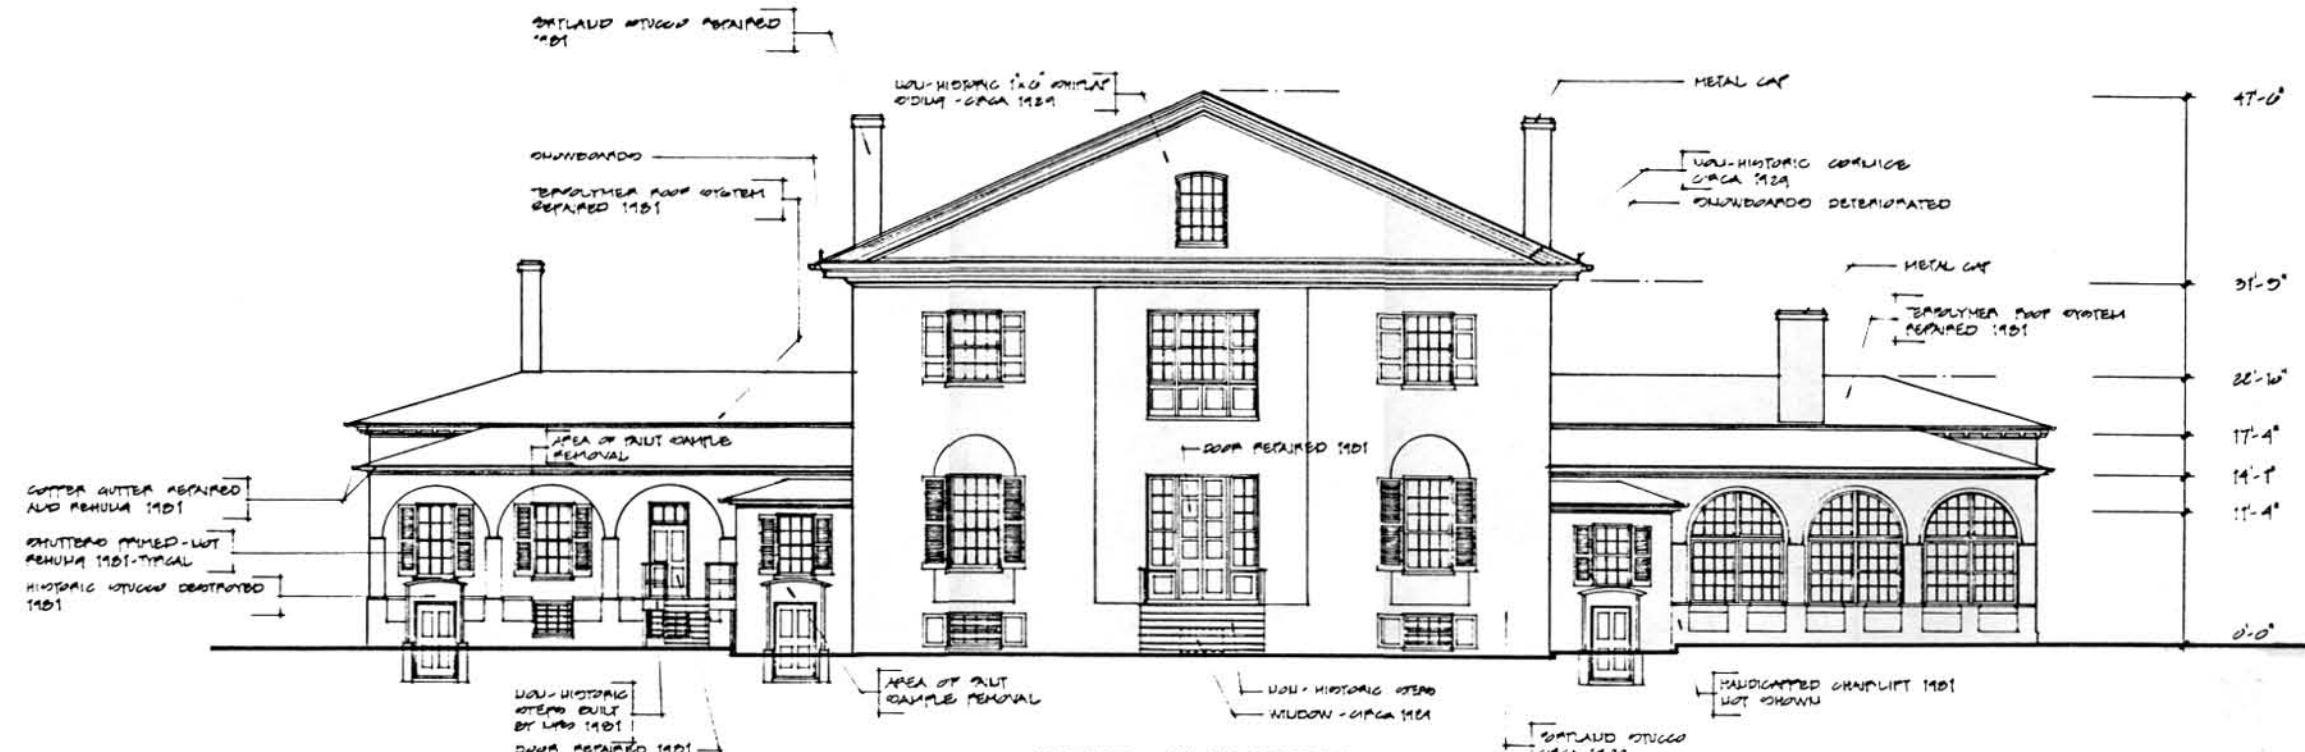 PORTLAND STUCCO REPAIRED
1981
NON-HISTORIC 1"x6" SHIPLAP
SIDING - CIRCA 1929
METAL CAP
47'-6"
SNOWBOARDS
TERPOLYMER ROOF SYSTEM
REPAIRED 1981
NON-HISTORIC CORNICE
CIRCA 1929
SNOWBOARDS DETERIORATED
METAL CAP
31'-5"
TERPOLYMER ROOF SYSTEM
REPAIRED 1981
22'-10"
AREA OF PAINT SAMPLE
REMOVAL
DOOR REPAIRED 1981
17'-4"
14'-1"
COPPER GUTTER REPAIRED
AND REHUNG 1981
11'-4"
SHUTTERS PRIMED-NOT
REHUNG 1981-TYPICAL
HISTORIC STUCCO DESTROYED
1981
0'-0"
NON-HISTORIC
STEPS BUILT
BY NPS 1981
DOOR REPAIRED 1981
AREA OF PAINT
SAMPLE REMOVAL
NON-HISTORIC STEPS
WINDOW - CIRCA 1929
HANDICAPPED CHAIRLIFT 1981
NOT SHOWN
PORTLAND STUCCO